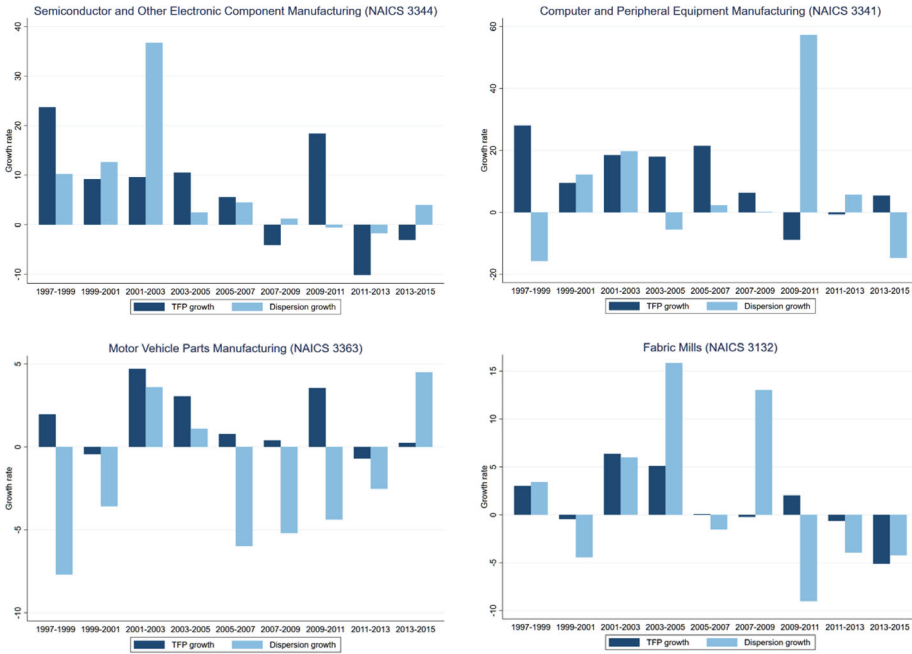 Semiconductor and Other Electronic Component Manufacturing (NAICS 3344)
Growth rate
40
30
20
10
0
-10
1997-1999 1999-2001 2001-2003 2003-2005 2005-2007 2007-2009 2009-2011 2011-2013 2013-2015
TFP growth Dispersion growth
Computer and Peripheral Equipment Manufacturing (NAICS 3341)
Growth rate
60
40
20
0
-20
1997-1999 1999-2001 2001-2003 2003-2005 2005-2007 2007-2009 2009-2011 2011-2013 2013-2015
TFP growth Dispersion growth
Motor Vehicle Parts Manufacturing (NAICS 3363)
Growth rate
5
0
-5
-10
1997-1999 1999-2001 2001-2003 2003-2005 2005-2007 2007-2009 2009-2011 2011-2013 2013-2015
TFP growth Dispersion growth
Fabric Mills (NAICS 3132)
Growth rate
15
10
5
0
-5
-10
1997-1999 1999-2001 2001-2003 2003-2005 2005-2007 2007-2009 2009-2011 2011-2013 2013-2015
TFP growth Dispersion growth